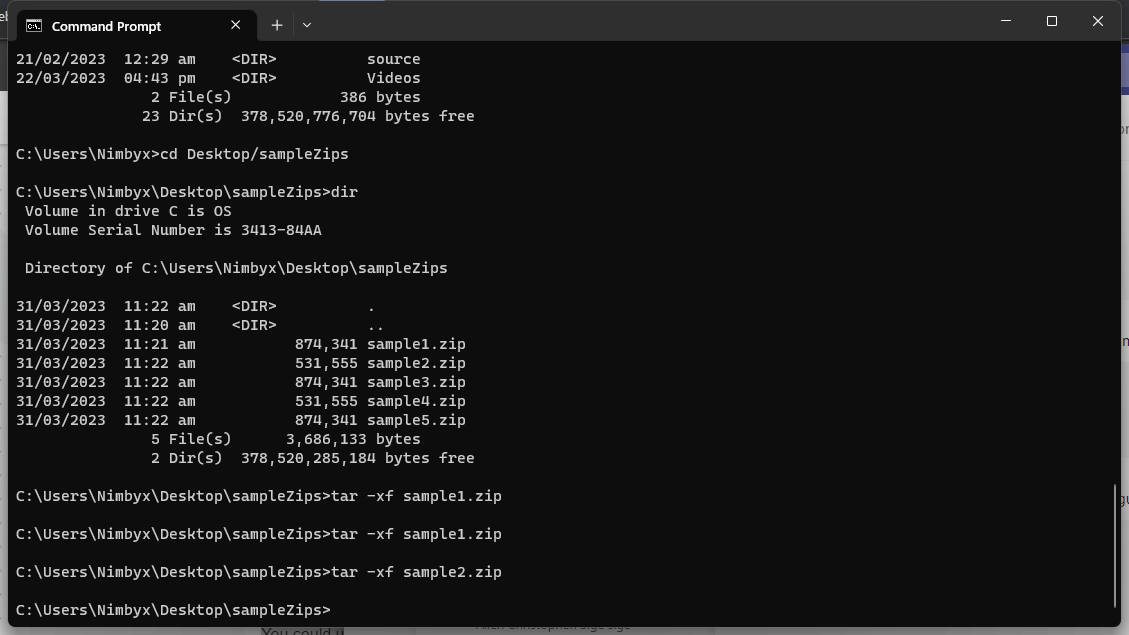 Command Prompt
21/02/2023  12:29 am    <DIR>          source
22/03/2023  04:43 pm    <DIR>          Videos
               2 File(s)            386 bytes
              23 Dir(s)  378,520,776,704 bytes free
C:\Users\Nimbyx>cd Desktop/sampleZips
C:\Users\Nimbyx\Desktop\sampleZips>dir
 Volume in drive C is OS
 Volume Serial Number is 3413-84AA
 Directory of C:\Users\Nimbyx\Desktop\sampleZips
31/03/2023  11:22 am    <DIR>          .
31/03/2023  11:20 am    <DIR>          ..
31/03/2023  11:21 am           874,341 sample1.zip
31/03/2023  11:22 am           531,555 sample2.zip
31/03/2023  11:22 am           874,341 sample3.zip
31/03/2023  11:22 am           531,555 sample4.zip
31/03/2023  11:22 am           874,341 sample5.zip
               5 File(s)      3,686,133 bytes
               2 Dir(s)  378,520,285,184 bytes free
C:\Users\Nimbyx\Desktop\sampleZips>tar -xf sample1.zip
C:\Users\Nimbyx\Desktop\sampleZips>tar -xf sample1.zip
C:\Users\Nimbyx\Desktop\sampleZips>tar -xf sample2.zip
C:\Users\Nimbyx\Desktop\sampleZips>
You could